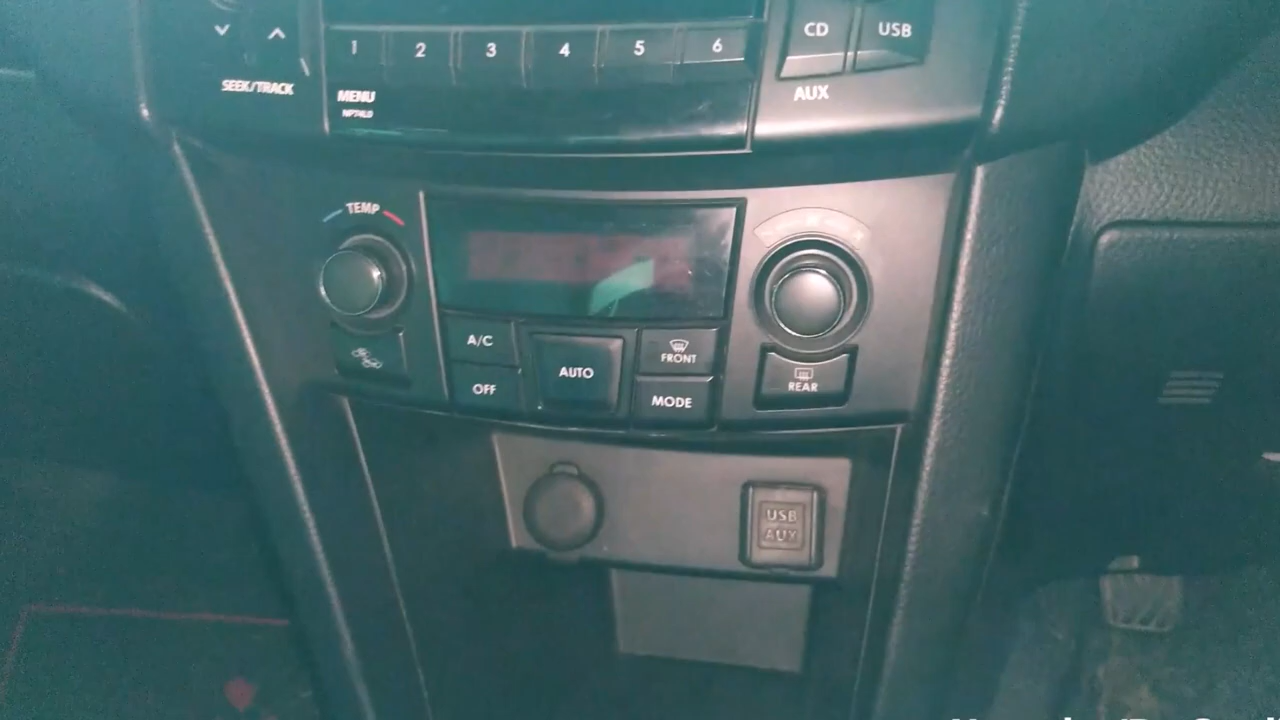 1 2 3 4 5 6
CD USB
SEEK/TRACK
MENU
AUX
TEMP
A/C
AUTO
FRONT
OFF
MODE
REAR
USB
AUX